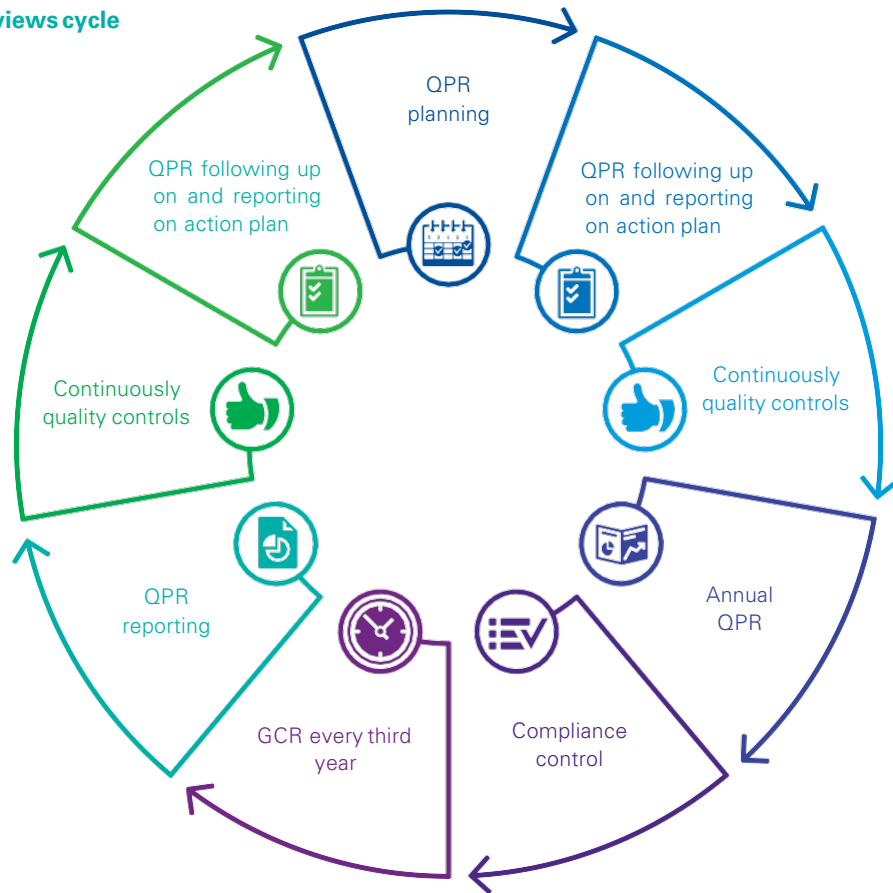 views cycle
QPR
planning
QPR following up
on and reporting
on action plan
Continuously
quality controls
Annual
QPR
Compliance
control
GCR every third
year
QPR
reporting
Continuously
quality controls
QPR following up
on and reporting
on action plan